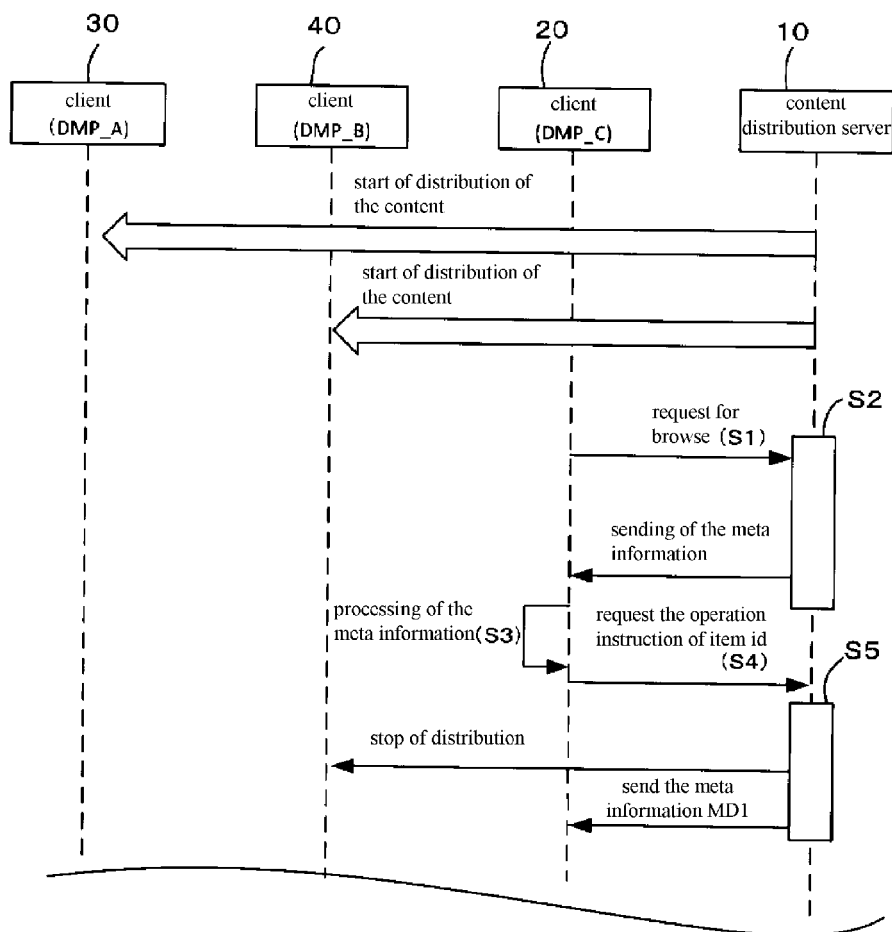 30
40
20
10
client
(DMP_A)
client
(DMP_B)
client
(DMP_C)
content
distribution server
start of distribution of
the content
start of distribution of
the content
S2
request for
browse (S1)
sending of the meta
information
processing of the
meta information(S3)
request the operation
instruction of item id
(S4)
S5
stop of distribution
send the meta
information MD1